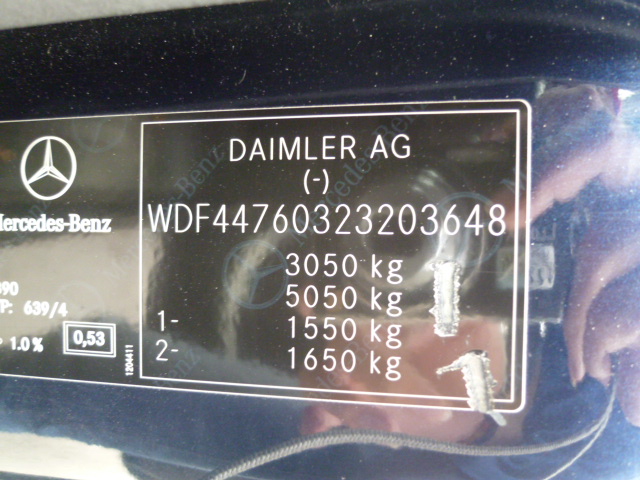 DAIMLER AG
(-)
WDF44760323203648
3050 kg
5050 kg
1- 1550 kg
2- 1650 kg
Mercedes-Benz
639/4
1.0 %
0,53
1204411